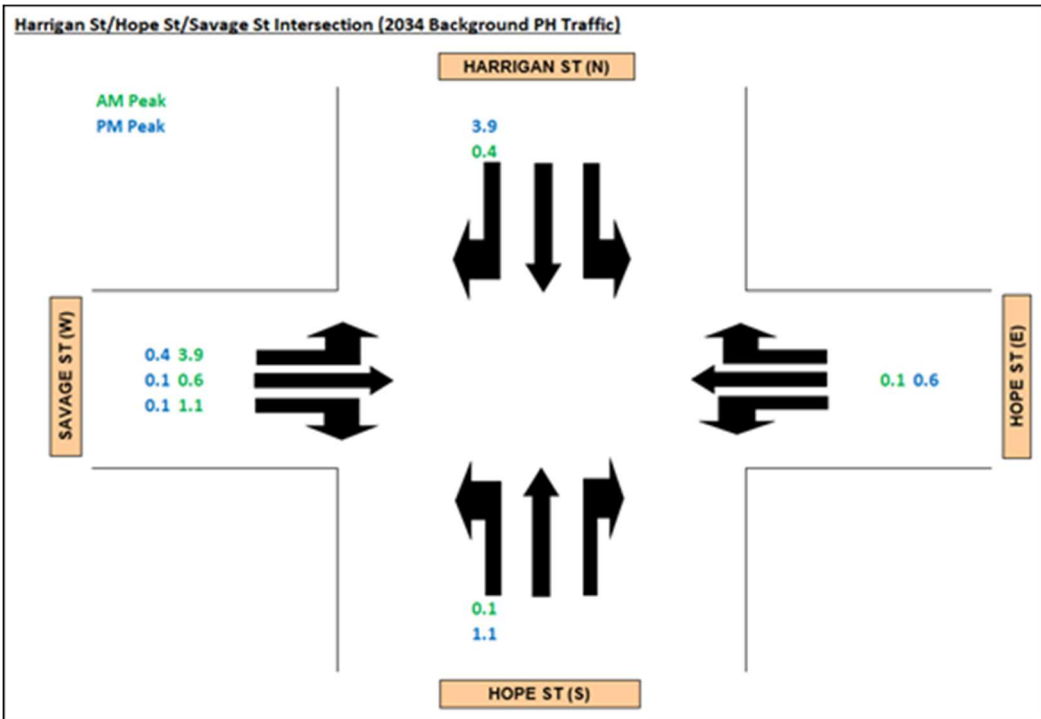 Harrigan St/Hope St/Savage St Intersection (2034 Background PH Traffic)
HARRIGAN ST (N)
AM Peak
PM Peak
3.9
0.4
SAVAGE ST (W)
0.4 3.9
0.1 0.6
0.1 1.1
0.1 0.6
HOPE ST (E)
0.1
1.1
HOPE ST (S)